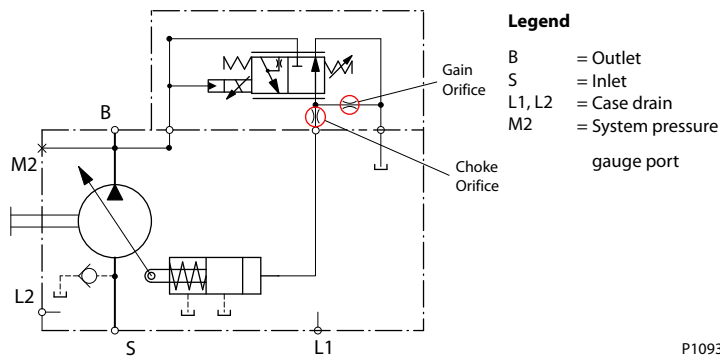 Legend
B = Outlet
S = Inlet
L1, L2 = Case drain
M2 = System pressure
gauge port
Gain
Orifice
Choke
Orifice
B
M2
L2
S
L1
P1093